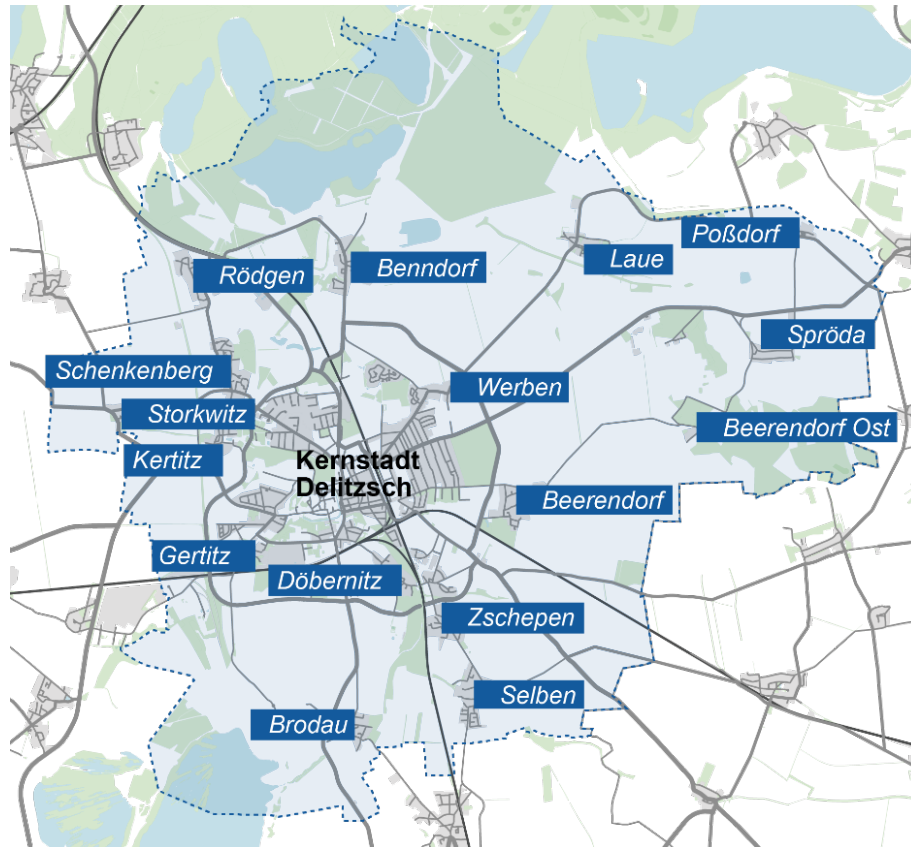 Poßdorf
Laue
Rödgen
Benndorf
Spröda
Schenkenberg
Werben
Storkwitz
Beerendorf Ost
Kertitz
Kernstadt
Delitzsch
Beerendorf
Gertitz
Döbernitz
Zschepen
Selben
Brodau